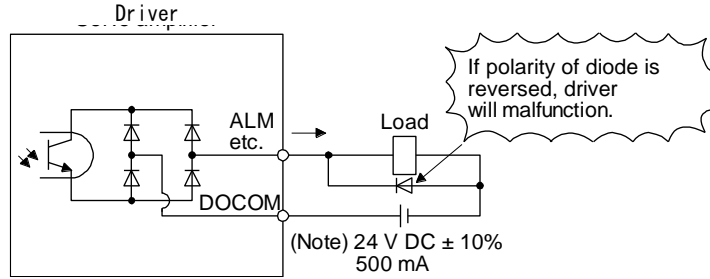 Driver
If polarity of diode is
reversed, driver
will malfunction.
ALM
etc.
Load
DOCOM
(Note) 24 V DC ± 10%
500 mA